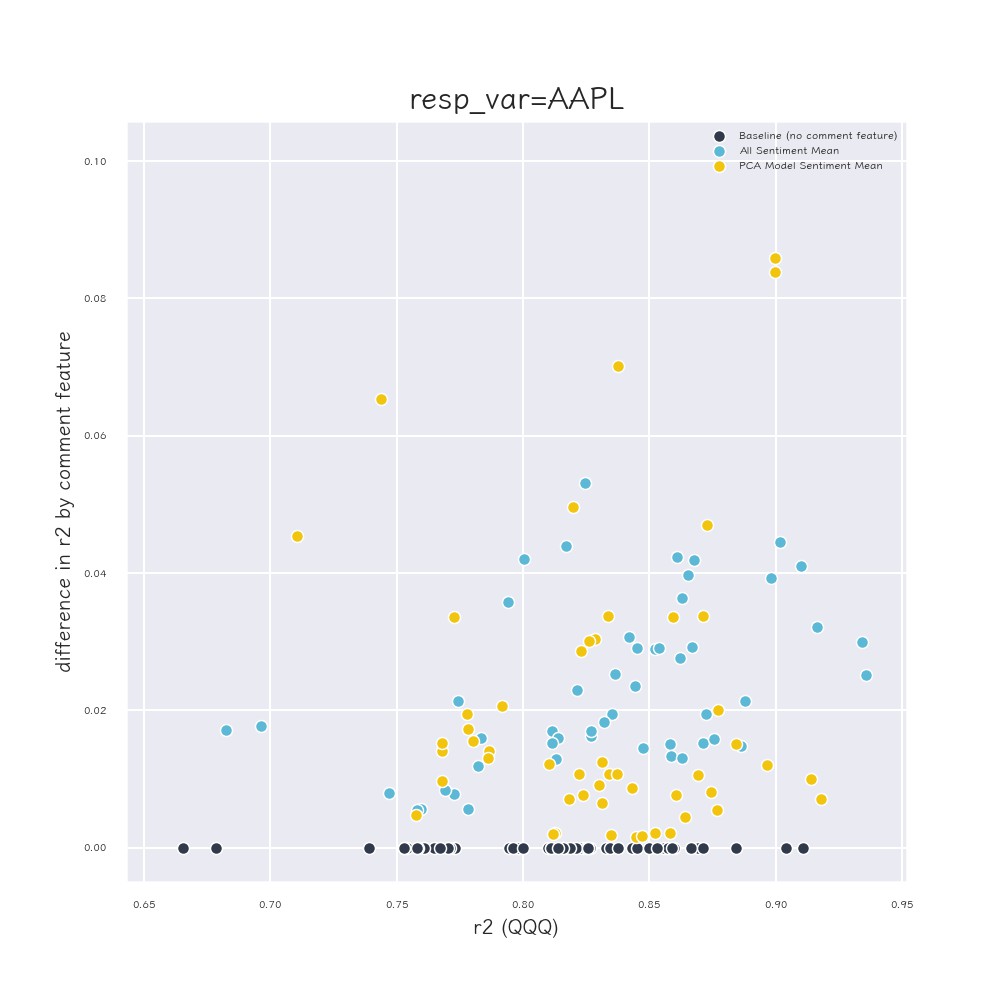 resp_var=AAPL
Baseline (no comment feature)
All Sentiment Mean
PCA Model Sentiment Mean
0.10
0.08
0.06
0.04
0.02
0.00
difference in r2 by comment feature
0.65 0.70 0.75 0.80 0.85 0.90 0.95
r2 (QQQ)